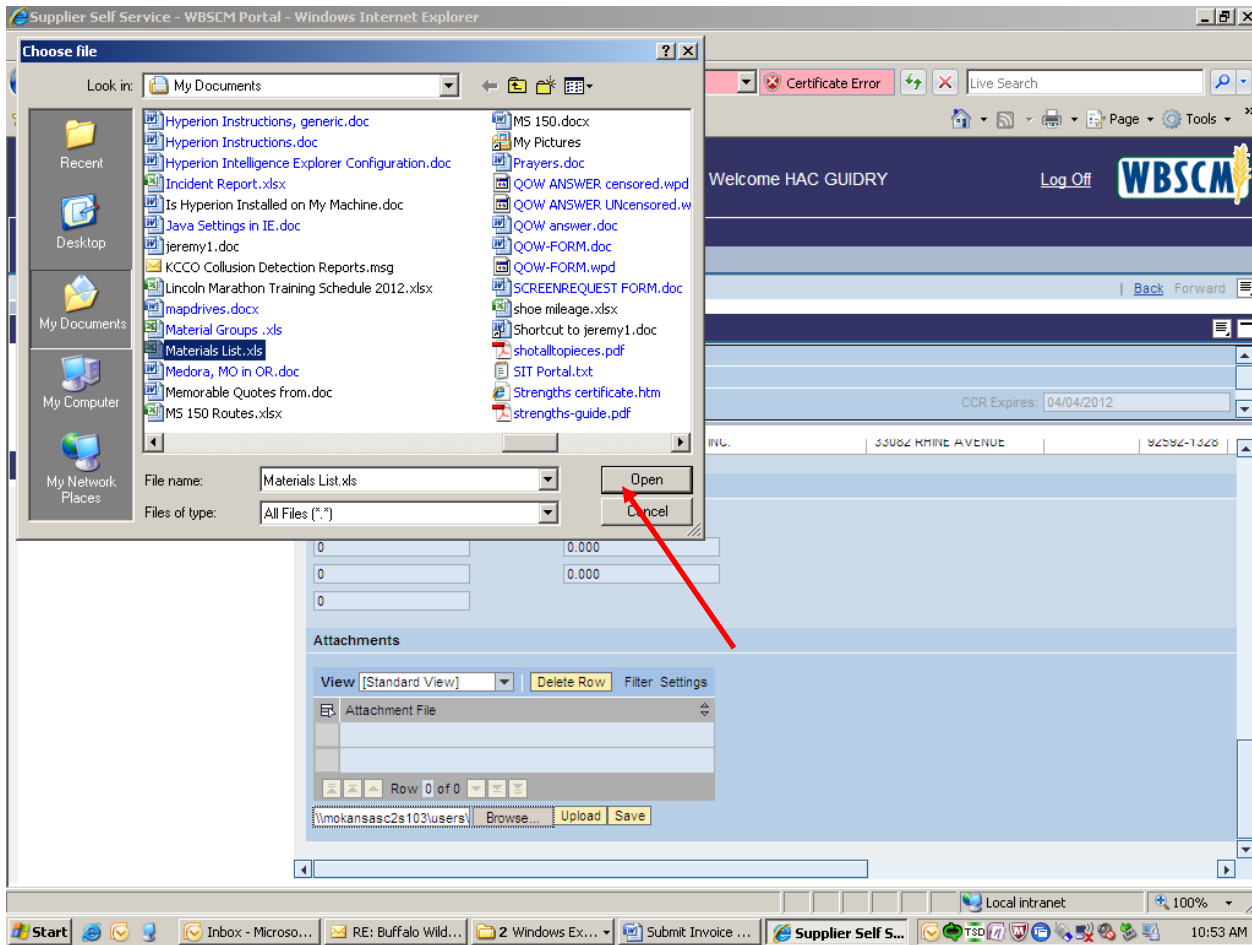 Supplier Self Service - WBSCM Portal - Windows Internet Explorer
Choose file
Look in:
My Documents
Certificate Error
Live Search
Page
Tools
»
Recent
Desktop
My Documents
My Computer
My Network Places
Hyperion Instructions, generic.doc
Hyperion Instructions.doc
Hyperion Intelligence Explorer Configuration.doc
Incident Report.xlsx
Is Hyperion Installed on My Machine.doc
Java Settings in IE.doc
jeremy1.doc
KCCO Collusion Detection Reports.msg
Lincoln Marathon Training Schedule 2012.xlsx
mapdrives.docx
Material Groups .xls
Materials List.xls
Medora, MO in OR.doc
Memorable Quotes from.doc
MS 150 Routes.xlsx
MS 150.docx
My Pictures
Prayers.doc
QOW ANSWER censored.wpd
QOW ANSWER UNcensored.w
QOW answer.doc
QOW-FORM.doc
QOW-FORM.wpd
SCREENREQUEST FORM.doc
shoe mileage.xlsx
Shortcut to jeremy1.doc
shotalltopieces.pdf
SIT Portal.txt
Strengths certificate.htm
strengths-guide.pdf
File name:
Materials List.xls
Open
Files of type:
All Files (*.*)
Cancel
Welcome HAC GUIDRY
Log Off
WBSCM
| Back Forward
CCR Expires: 04/04/2012
INC.
33082 RHINE AVENUE
92592-1328
0
0.000
0
0.000
0
Attachments
View [Standard View]
Delete Row
Filter Settings
Attachment File
Row 0 of 0
\\mokansasc2s103\users\
Browse...
Upload
Save
Local intranet
100%
Start
Inbox - Microso...
RE: Buffalo Wild...
2 Windows Ex...
Submit Invoice ...
Supplier Self S...
TSD
10:53 AM